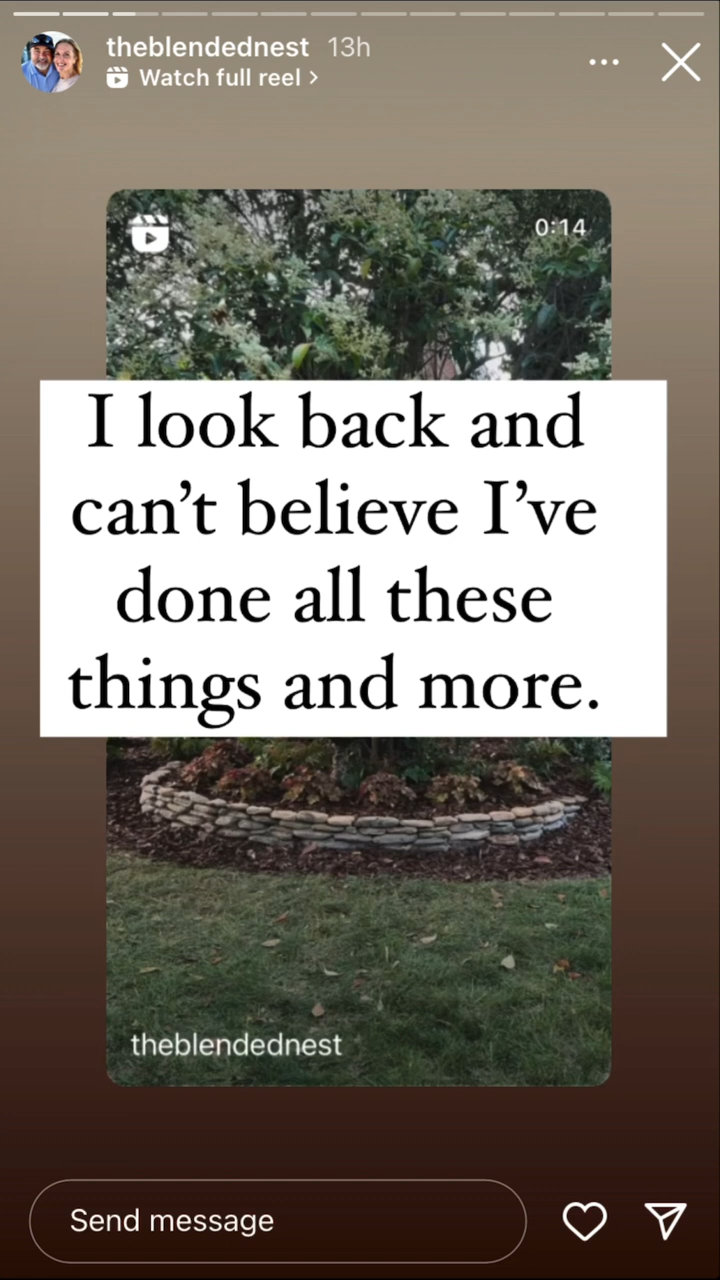 theblendednest 13h
Watch full reel >
0:14
I look back and
can’t believe I’ve
done all these
things and more.
theblendednest
Send message